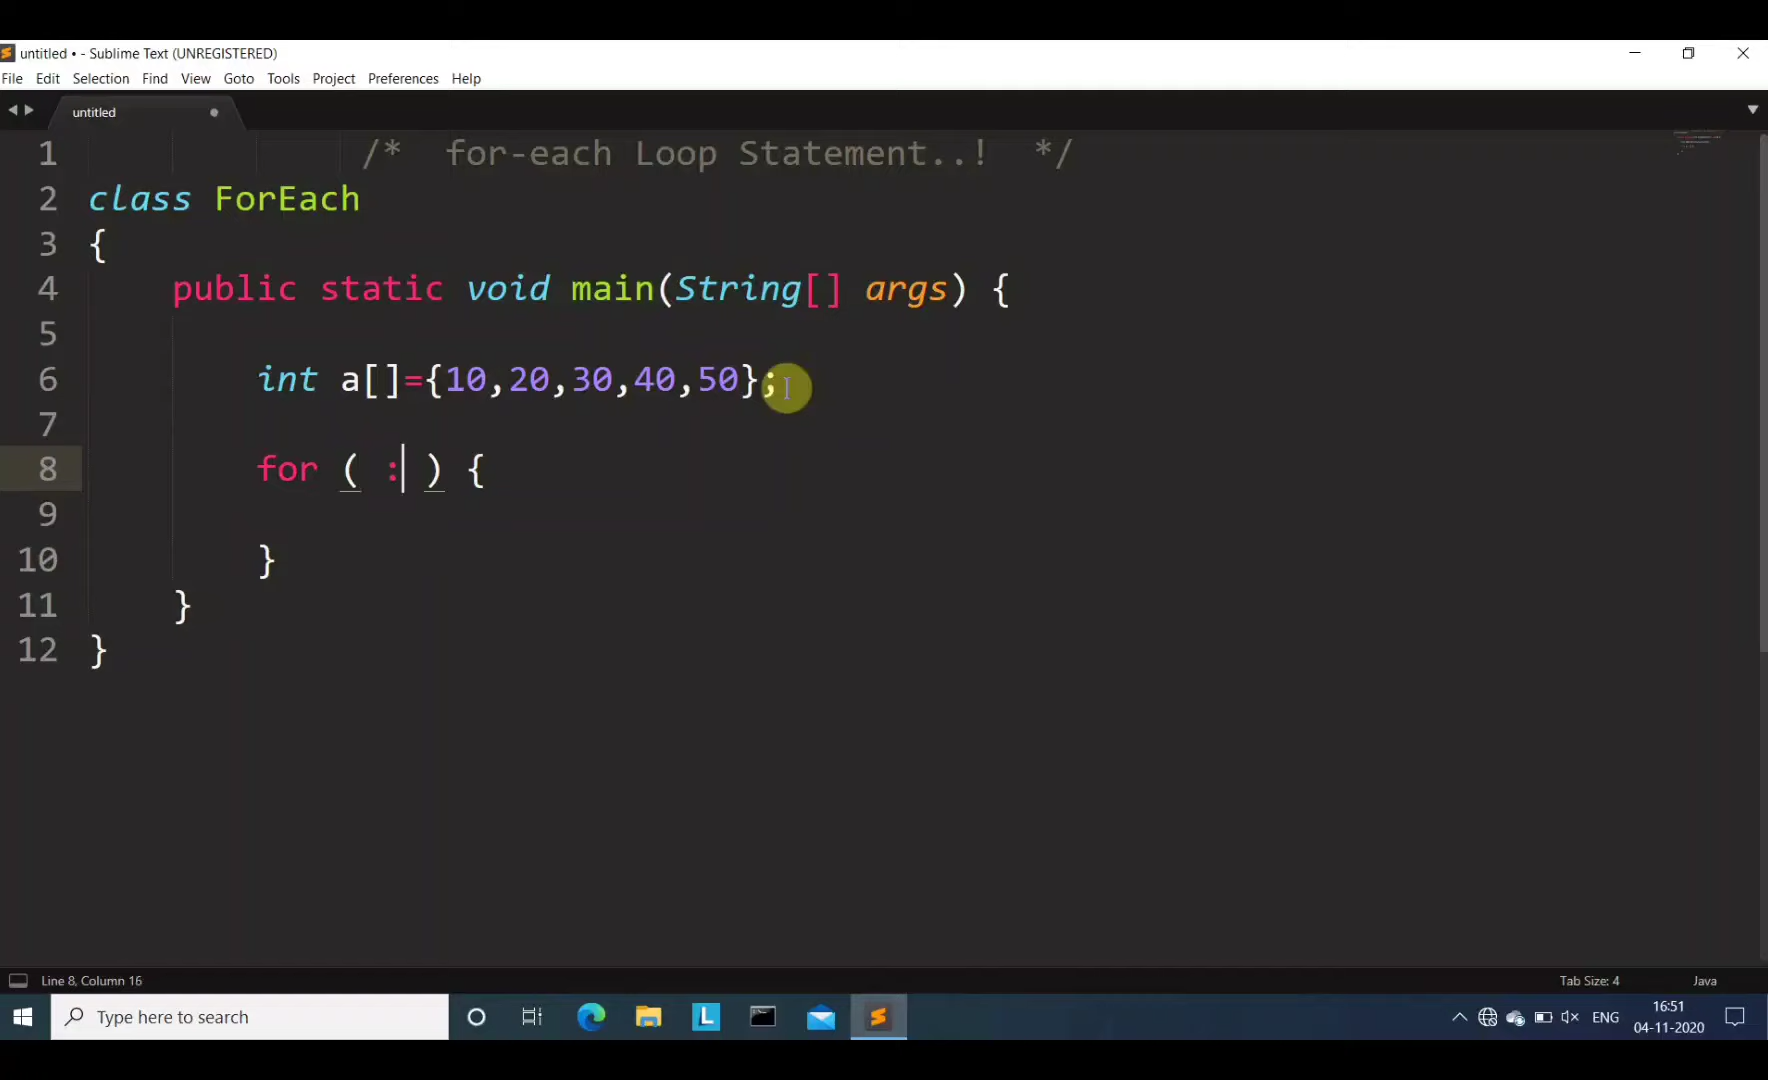 untitled • - Sublime Text (UNREGISTERED)
File Edit Selection Find View Goto Tools Project Preferences Help
untitled
1 /* for-each Loop Statement..! */
2 class ForEach
3 {
4 public static void main(String[] args) {
5
6 int a[]={10,20,30,40,50};
7
8 for ( : ) {
9
10 }
11 }
12 }
Line 8, Column 16 Tab Size: 4 Java
Type here to search L ENG 16:51
04-11-2020